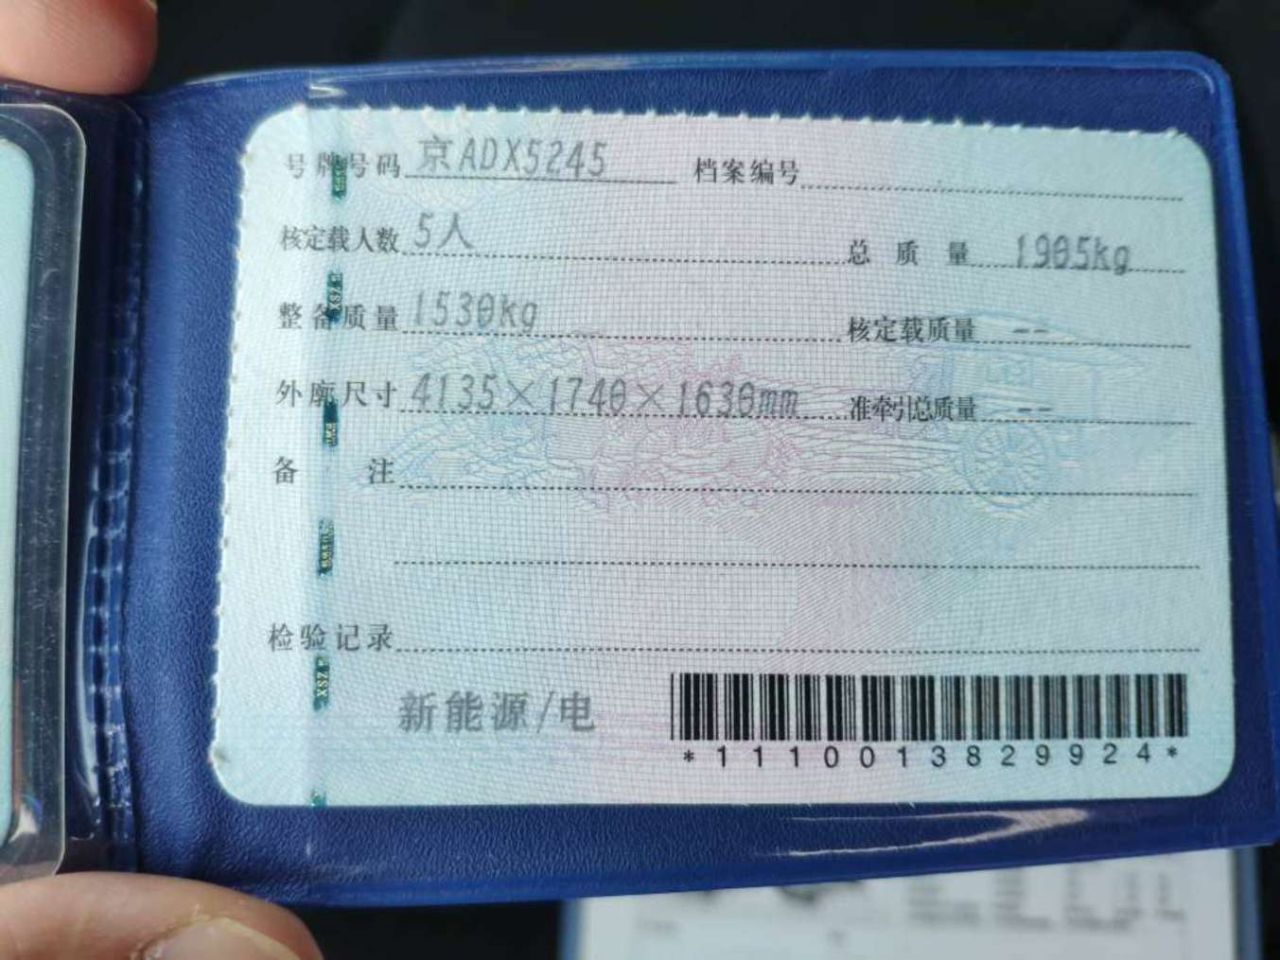 号牌号码 京ADX5245 档案编号
核定载人数 5人 总质量 1905kg
整备质量 1530kg 核定载质量 --
外廓尺寸 4135×1740×1630mm 准牵引总质量 --
备注
检验记录
新能源/电
*1110013829924*